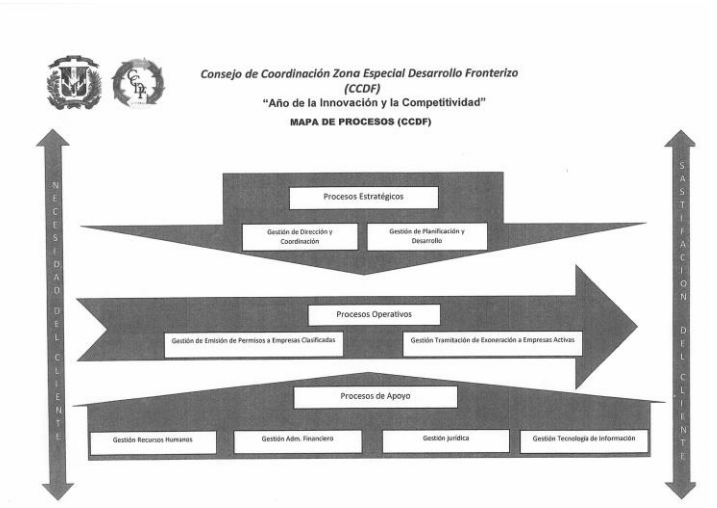 Consejo de Coordinación Zona Especial Desarrollo Fronterizo
(CCDF)
“Año de la Innovación y la Competitividad”
MAPA DE PROCESOS (CCDF)
NECESIDAD DEL CLIENTE
SASTIFACION DEL CLIENTE
Procesos Estratégicos
Gestión de Dirección y
Coordinación
Gestión de Planificación y
Desarrollo
Procesos Operativos
Gestión de Emisión de Permisos a Empresas Clasificadas
Gestión Tramitación de Exoneración a Empresas Activas
Procesos de Apoyo
Gestión Recursos Humanos
Gestión Adm. Financiero
Gestión jurídica
Gestión Tecnología de Información